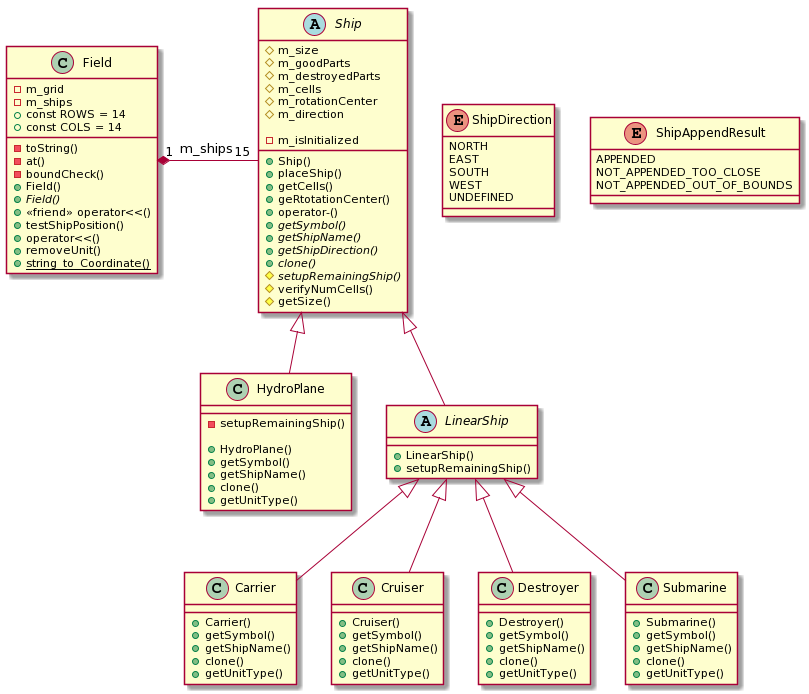 C Field
m_grid
m_ships
const ROWS = 14
const COLS = 14
toString()
at()
boundCheck()
Field()
Field()
«friend» operator<<()
testShipPosition()
operator<<()
removeUnit()
string_to_Coordinate()
1 m_ships 15
A Ship
m_size
m_goodParts
m_destroyedParts
m_cells
m_rotationCenter
m_direction
m_isInitialized
Ship()
placeShip()
getCells()
geRtotationCenter()
operator-()
getSymbol()
getShipName()
getShipDirection()
clone()
setupRemainingShip()
verifyNumCells()
getSize()
E ShipDirection
NORTH
EAST
SOUTH
WEST
UNDEFINED
E ShipAppendResult
APPENDED
NOT_APPENDED_TOO_CLOSE
NOT_APPENDED_OUT_OF_BOUNDS
C HydroPlane
setupRemainingShip()
HydroPlane()
getSymbol()
getShipName()
clone()
getUnitType()
A LinearShip
LinearShip()
setupRemainingShip()
C Carrier
Carrier()
getSymbol()
getShipName()
clone()
getUnitType()
C Cruiser
Cruiser()
getSymbol()
getShipName()
clone()
getUnitType()
C Destroyer
Destroyer()
getSymbol()
getShipName()
clone()
getUnitType()
C Submarine
Submarine()
getSymbol()
getShipName()
clone()
getUnitType()